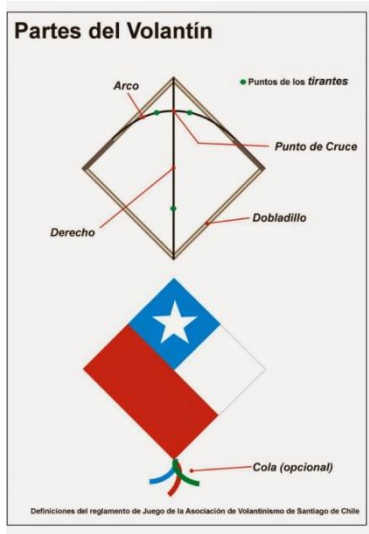 Partes del Volantín
Arco
Puntos de los tirantes
Punto de Cruce
Dobladillo
Derecho
Cola (opcional)
Definiciones del reglamento de Juego de la Asociación de Volantinismo de Santiago de Chile